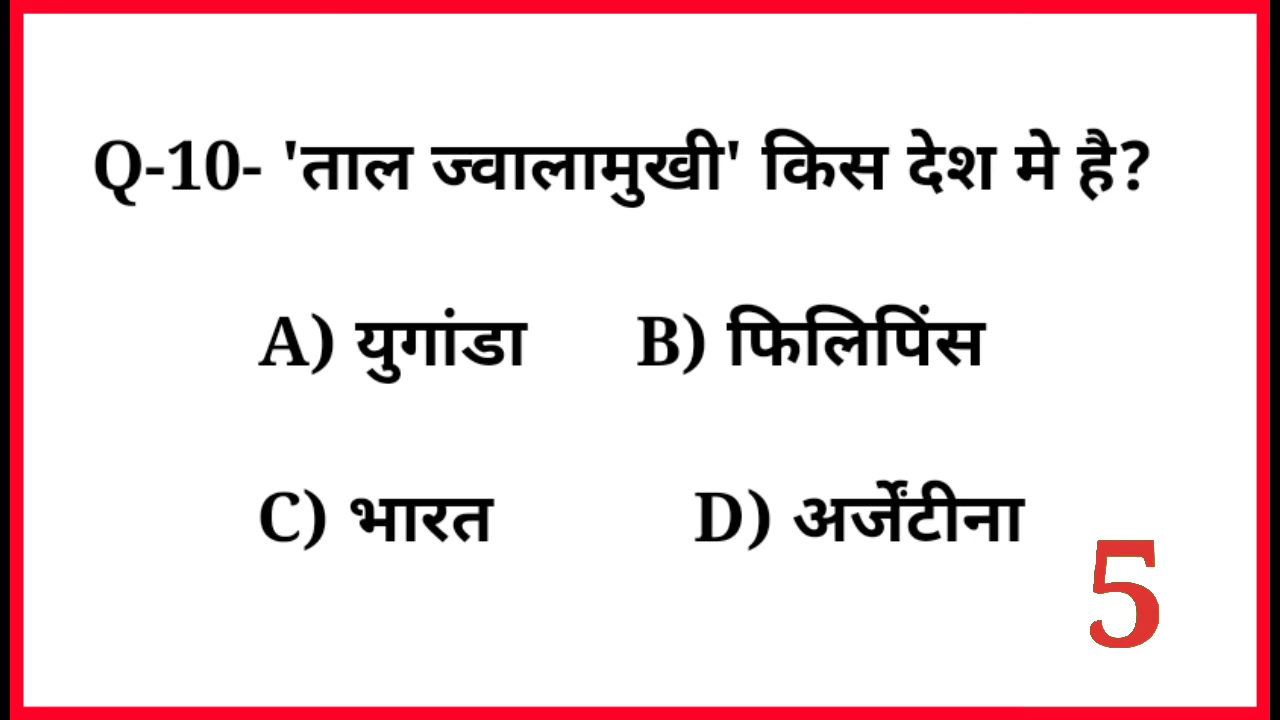 Q-10- 'ताल ज्वालामुखी' किस देश मे है?
A) युगांडा B) फिलिपिंस
C) भारत D) अर्जेंटीना
5